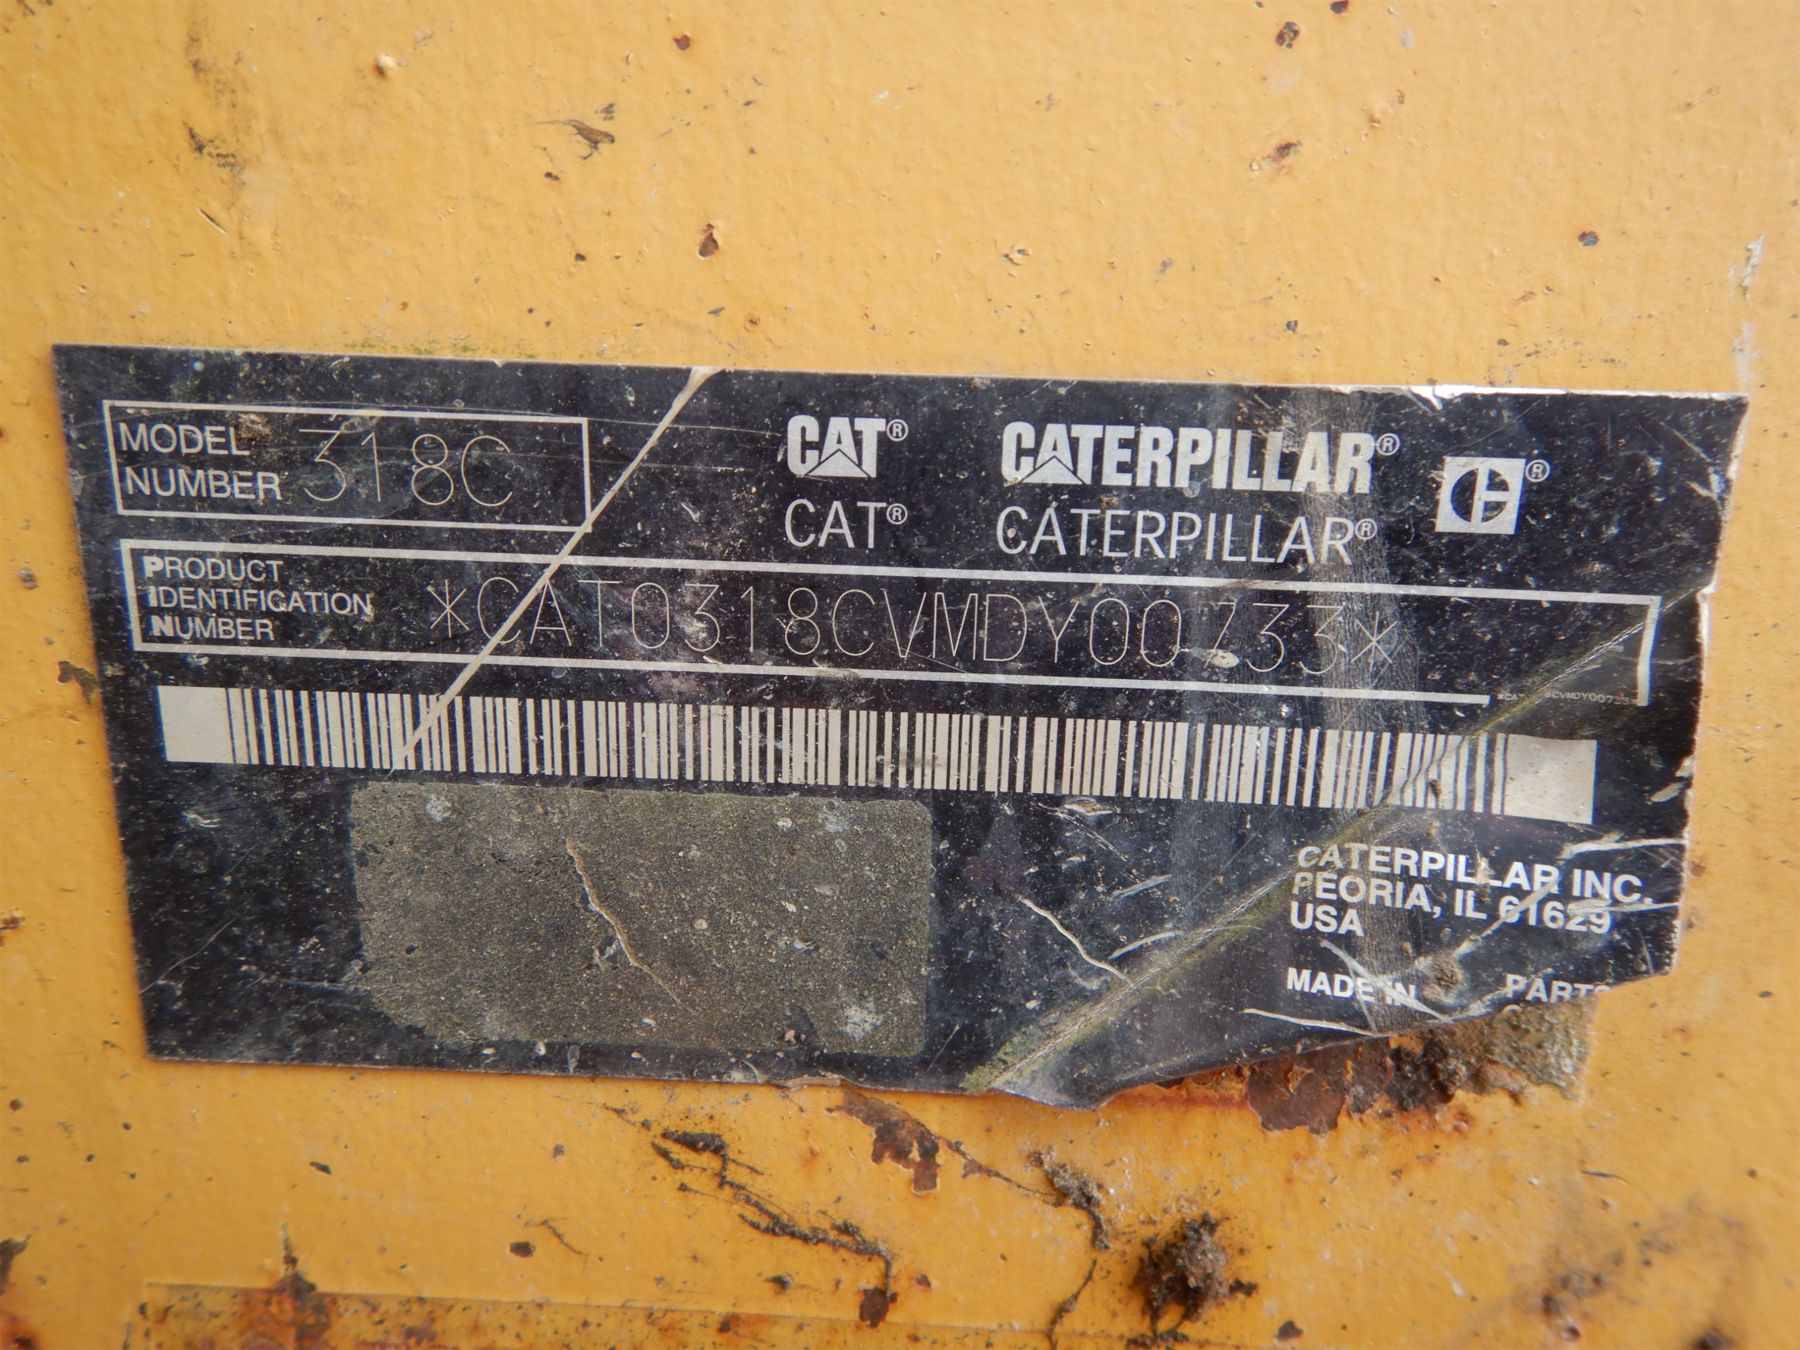 MODEL NUMBER 318C
CAT® CATERPILLAR® ®
CAT® CATERPILLAR®
PRODUCT IDENTIFICATION NUMBER *CAT0318CVMDY00733*
CATERPILLAR INC.
PEORIA, IL 61629
USA
MADE IN PARTS